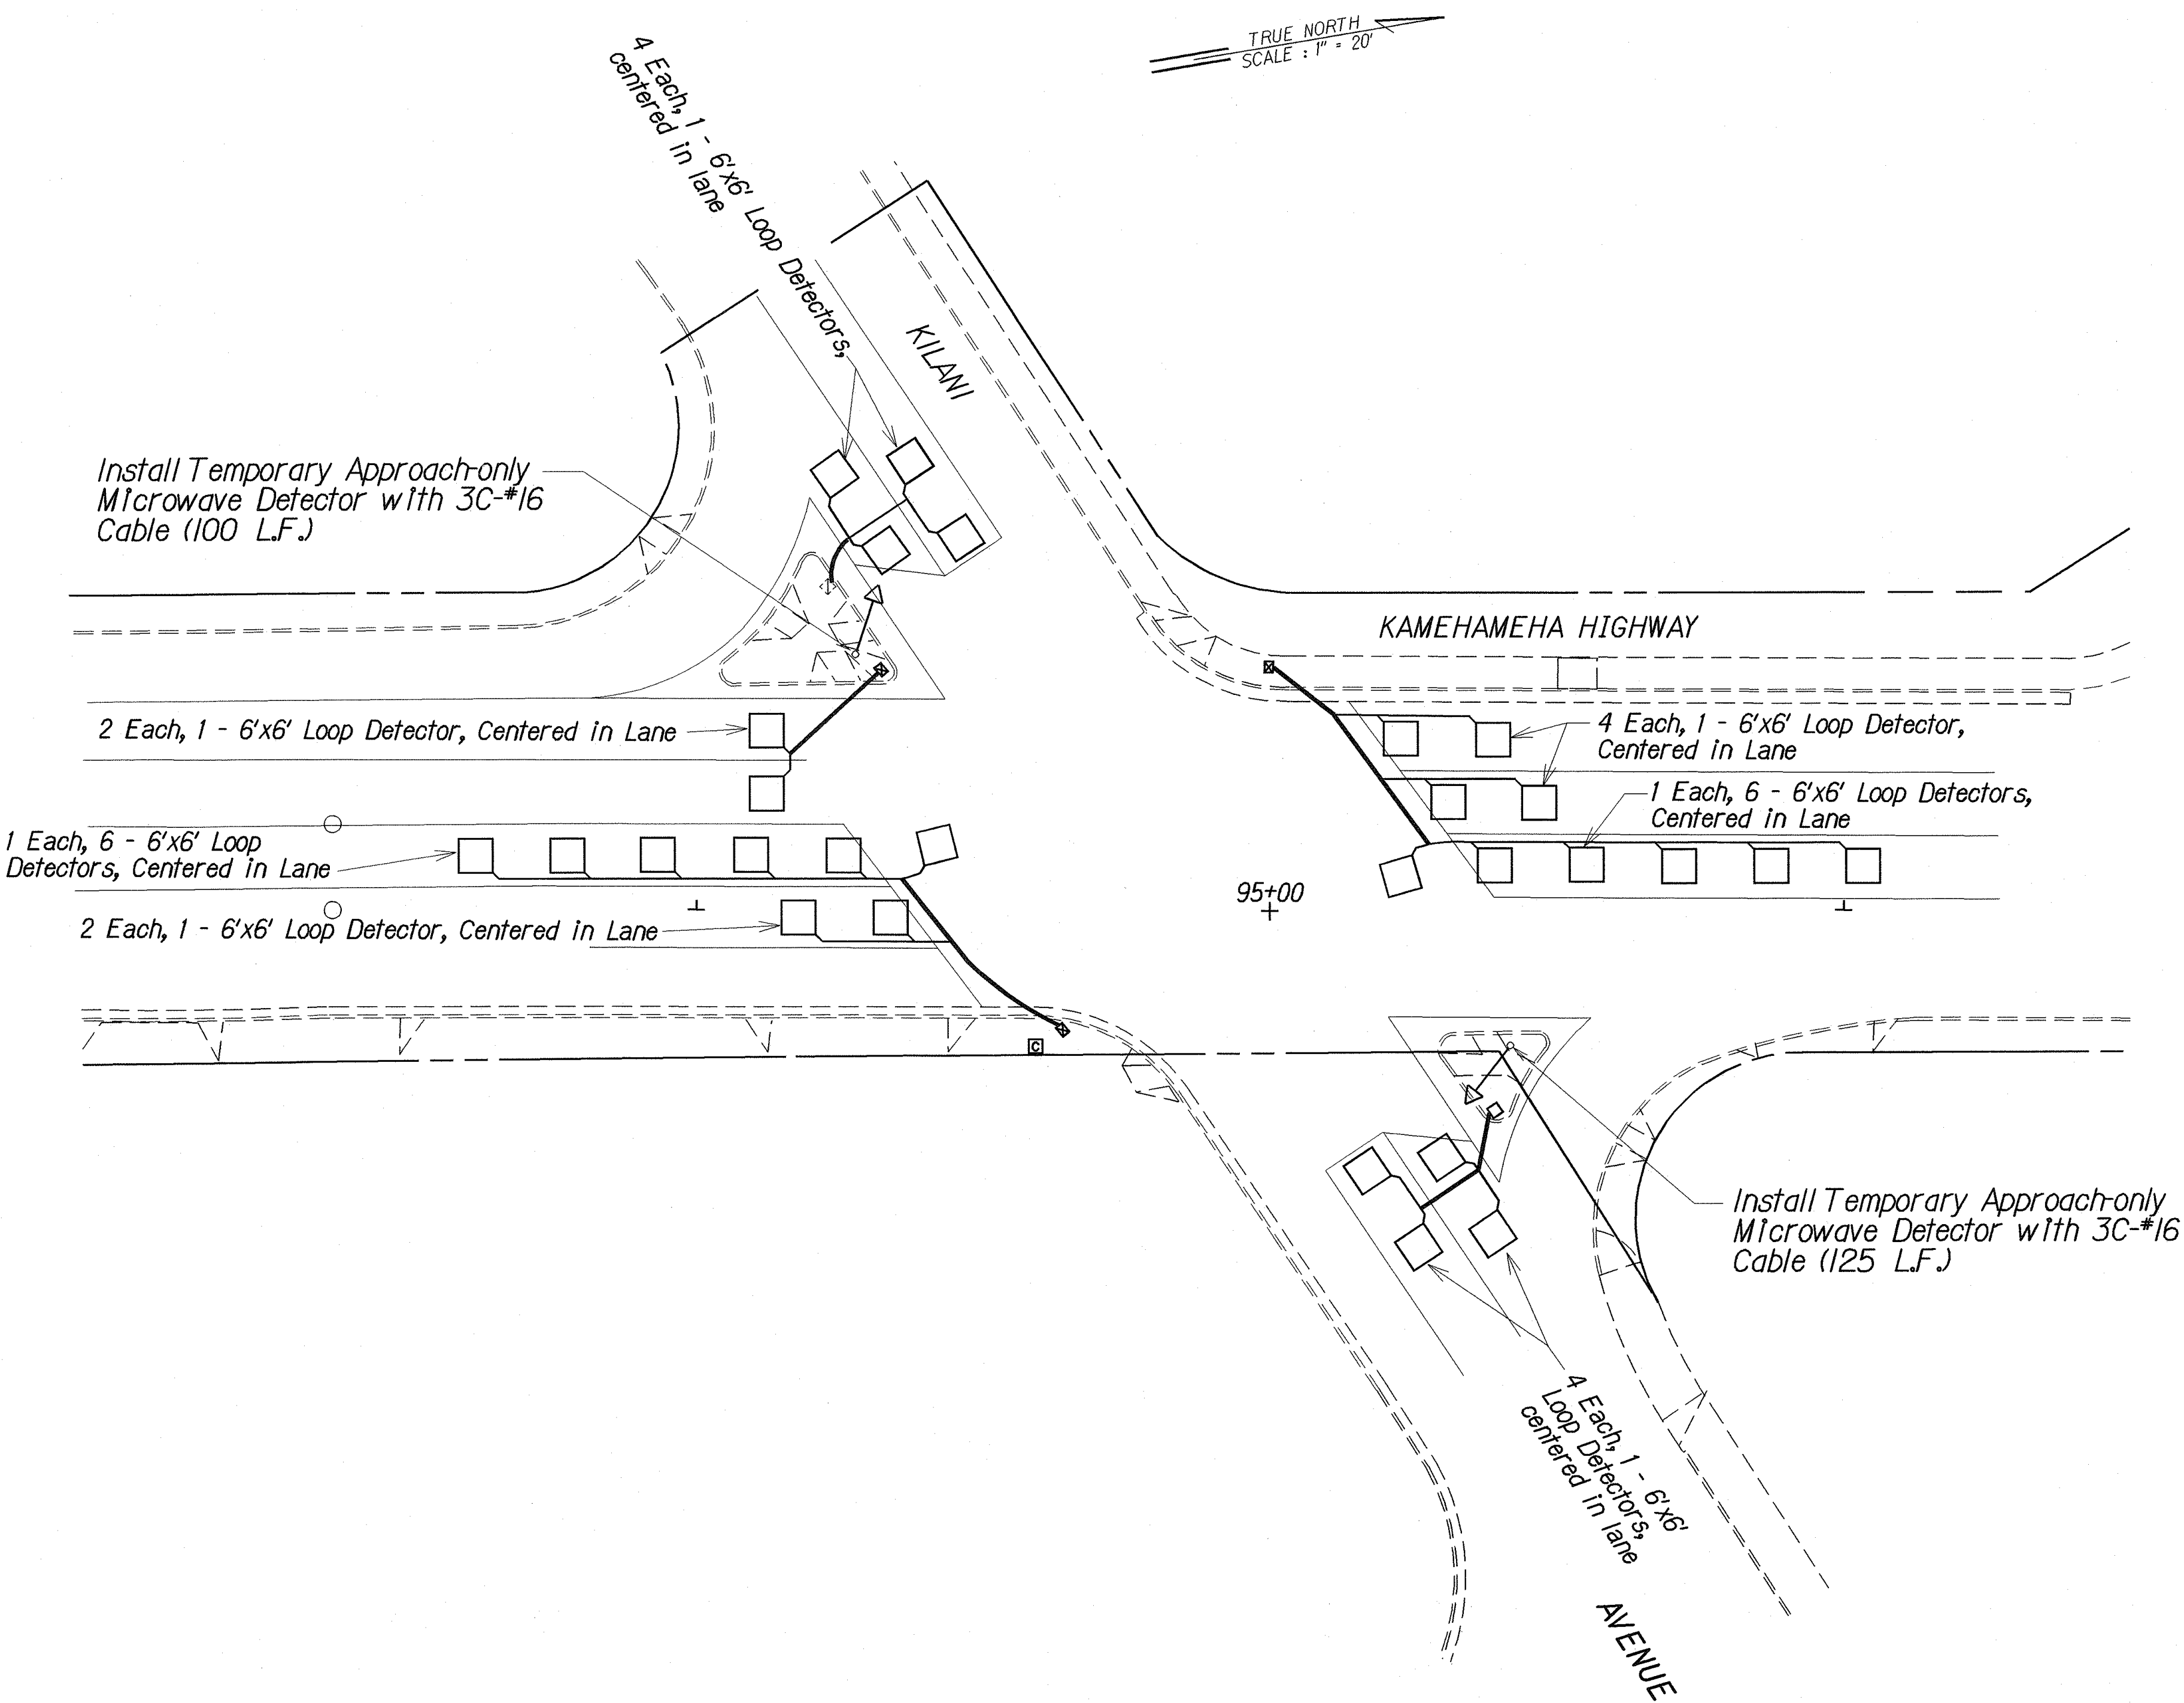 TRUE NORTH
SCALE : 1" = 20'
4 Each, 1 - 6'x6' Loop Detectors,
centered in lane
KILANI
Install Temporary Approach-only
Microwave Detector with 3C-#16
Cable (100 L.F.)
KAMEHAMEHA HIGHWAY
2 Each, 1 - 6'x6' Loop Detector, Centered in Lane
4 Each, 1 - 6'x6' Loop Detector,
Centered in Lane
1 Each, 6 - 6'x6' Loop Detectors,
Centered in Lane
1 Each, 6 - 6'x6' Loop
Detectors, Centered in Lane
95+00
2 Each, 1 - 6'x6' Loop Detector, Centered in Lane
C
Install Temporary Approach-only
Microwave Detector with 3C-#16
Cable (125 L.F.)
4 Each, 1 - 6'x6'
Loop Detectors,
centered in lane
AVENUE